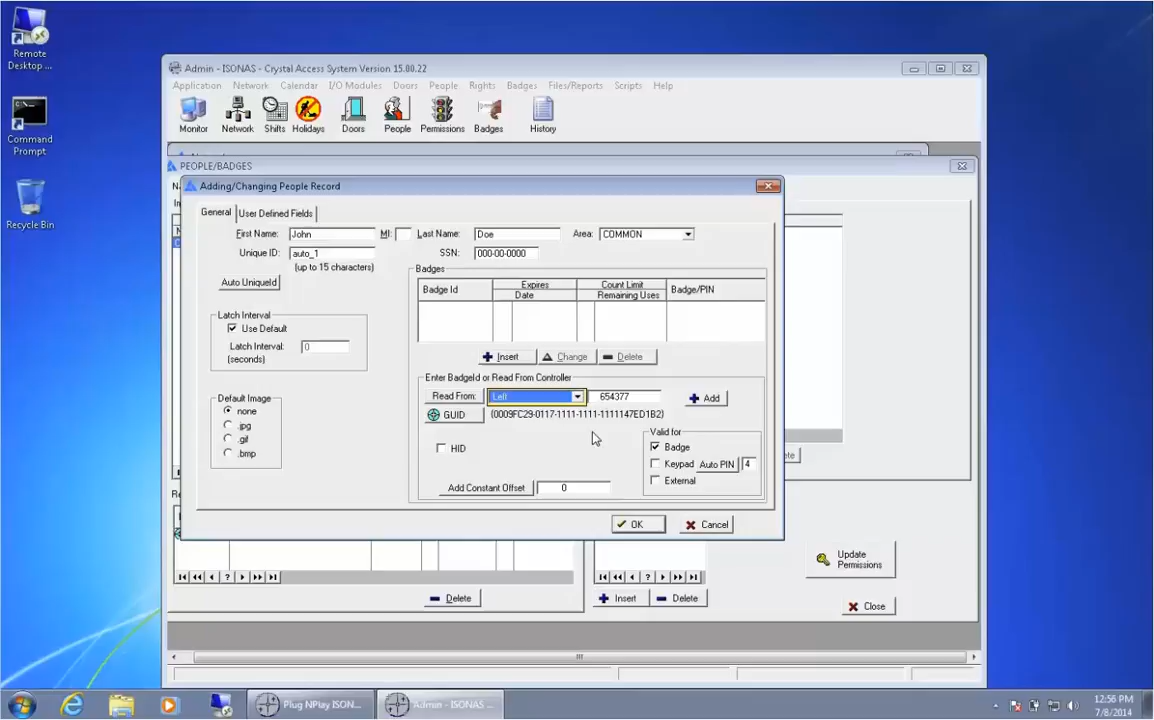 Remote
Desktop ...
Command
Prompt
Recycle Bin
Admin - ISONAS - Crystal Access System Version 15.00.22
Application Network Calendar I/O Modules Doors People Rights Badges Files/Reports Scripts Help
Monitor Network Shifts Holidays Doors People Permissions Badges History
PEOPLE/BADGES
Adding/Changing People Record
General User Defined Fields
First Name: John MI: Last Name: Doe Area: COMMON
Unique ID: auto_1 SSN: 000-00-0000
(up to 15 characters)
Auto UniqueId
Badges
Badge Id Expires Date Count Limit Remaining Uses Badge/PIN
Latch Interval
Use Default
Latch Interval: 0
(seconds)
Insert Change Delete
Enter BadgeId or Read From Controller
Read From: Left 654377 Add
GUID {0009FC29-0117-1111-1111-1111147ED1B2}
Default Image
none
.jpg
.gif
.bmp
HID
Valid for
Badge
Keypad Auto PIN 4
External
Add Constant Offset 0
OK Cancel
Update
Permissions
Delete Insert Delete Close
Plug NPlay ISON... Admin - ISONAS ...
12:56 PM
7/8/2014